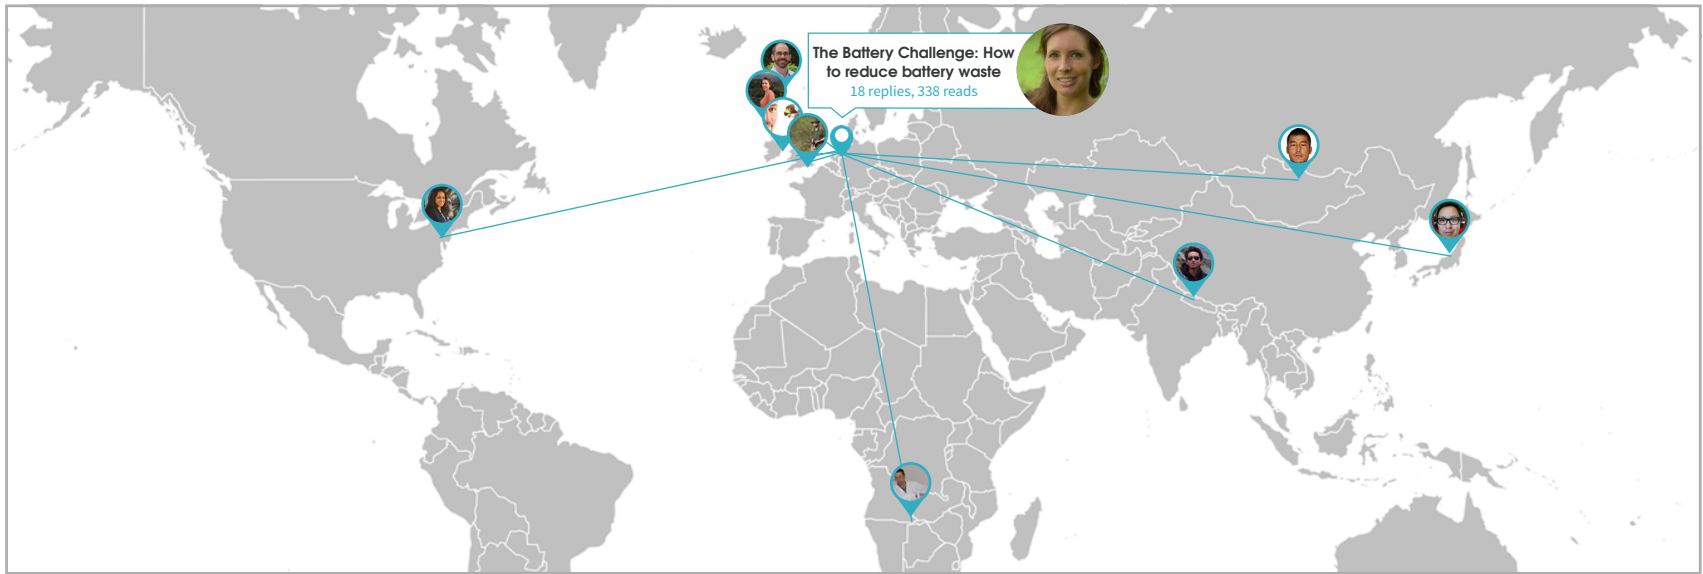 The Battery Challenge: How
to reduce battery waste
18 replies, 338 reads